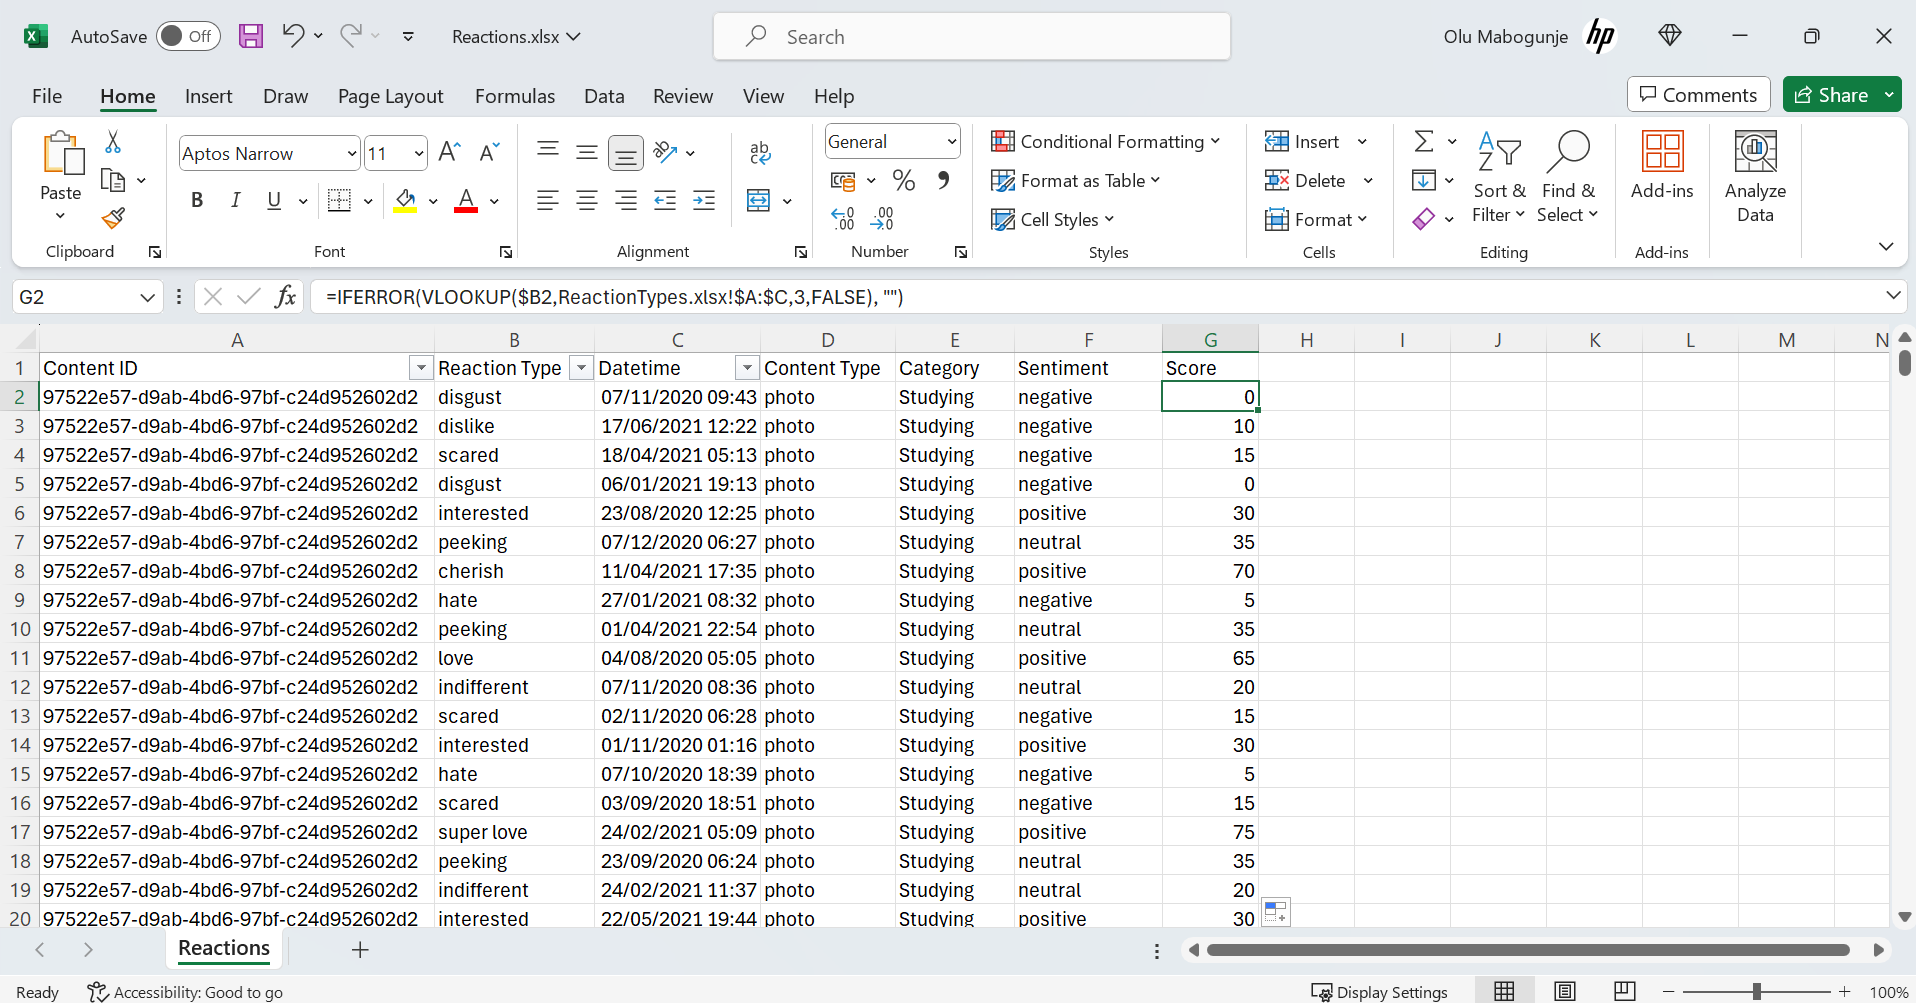 AutoSave Off Reactions.xlsx Search Olu Mabogunje hp
File Home Insert Draw Page Layout Formulas Data Review View Help Comments Share
Paste
Clipboard
Aptos Narrow 11
B I U
Font
ab
Alignment
General
% 
Number
Conditional Formatting
Format as Table
Cell Styles
Styles
Insert
Delete
Format
Cells
Sort & Filter
Find & Select
Editing
Add-ins
Add-ins
Analyze Data
G2 fx =IFERROR(VLOOKUP($B2,ReactionTypes.xlsx!$A:$C,3,FALSE), "")
A B C D E F G H I J K L M N
1 Content ID Reaction Type Datetime Content Type Category Sentiment Score
2 97522e57-d9ab-4bd6-97bf-c24d952602d2 disgust 07/11/2020 09:43 photo Studying negative 0
3 97522e57-d9ab-4bd6-97bf-c24d952602d2 dislike 17/06/2021 12:22 photo Studying negative 10
4 97522e57-d9ab-4bd6-97bf-c24d952602d2 scared 18/04/2021 05:13 photo Studying negative 15
5 97522e57-d9ab-4bd6-97bf-c24d952602d2 disgust 06/01/2021 19:13 photo Studying negative 0
6 97522e57-d9ab-4bd6-97bf-c24d952602d2 interested 23/08/2020 12:25 photo Studying positive 30
7 97522e57-d9ab-4bd6-97bf-c24d952602d2 peeking 07/12/2020 06:27 photo Studying neutral 35
8 97522e57-d9ab-4bd6-97bf-c24d952602d2 cherish 11/04/2021 17:35 photo Studying positive 70
9 97522e57-d9ab-4bd6-97bf-c24d952602d2 hate 27/01/2021 08:32 photo Studying negative 5
10 97522e57-d9ab-4bd6-97bf-c24d952602d2 peeking 01/04/2021 22:54 photo Studying neutral 35
11 97522e57-d9ab-4bd6-97bf-c24d952602d2 love 04/08/2020 05:05 photo Studying positive 65
12 97522e57-d9ab-4bd6-97bf-c24d952602d2 indifferent 07/11/2020 08:36 photo Studying neutral 20
13 97522e57-d9ab-4bd6-97bf-c24d952602d2 scared 02/11/2020 06:28 photo Studying negative 15
14 97522e57-d9ab-4bd6-97bf-c24d952602d2 interested 01/11/2020 01:16 photo Studying positive 30
15 97522e57-d9ab-4bd6-97bf-c24d952602d2 hate 07/10/2020 18:39 photo Studying negative 5
16 97522e57-d9ab-4bd6-97bf-c24d952602d2 scared 03/09/2020 18:51 photo Studying negative 15
17 97522e57-d9ab-4bd6-97bf-c24d952602d2 super love 24/02/2021 05:09 photo Studying positive 75
18 97522e57-d9ab-4bd6-97bf-c24d952602d2 peeking 23/09/2020 06:24 photo Studying neutral 35
19 97522e57-d9ab-4bd6-97bf-c24d952602d2 indifferent 24/02/2021 11:37 photo Studying neutral 20
20 97522e57-d9ab-4bd6-97bf-c24d952602d2 interested 22/05/2021 19:44 photo Studying positive 30
Reactions
Ready Accessibility: Good to go Display Settings 100%